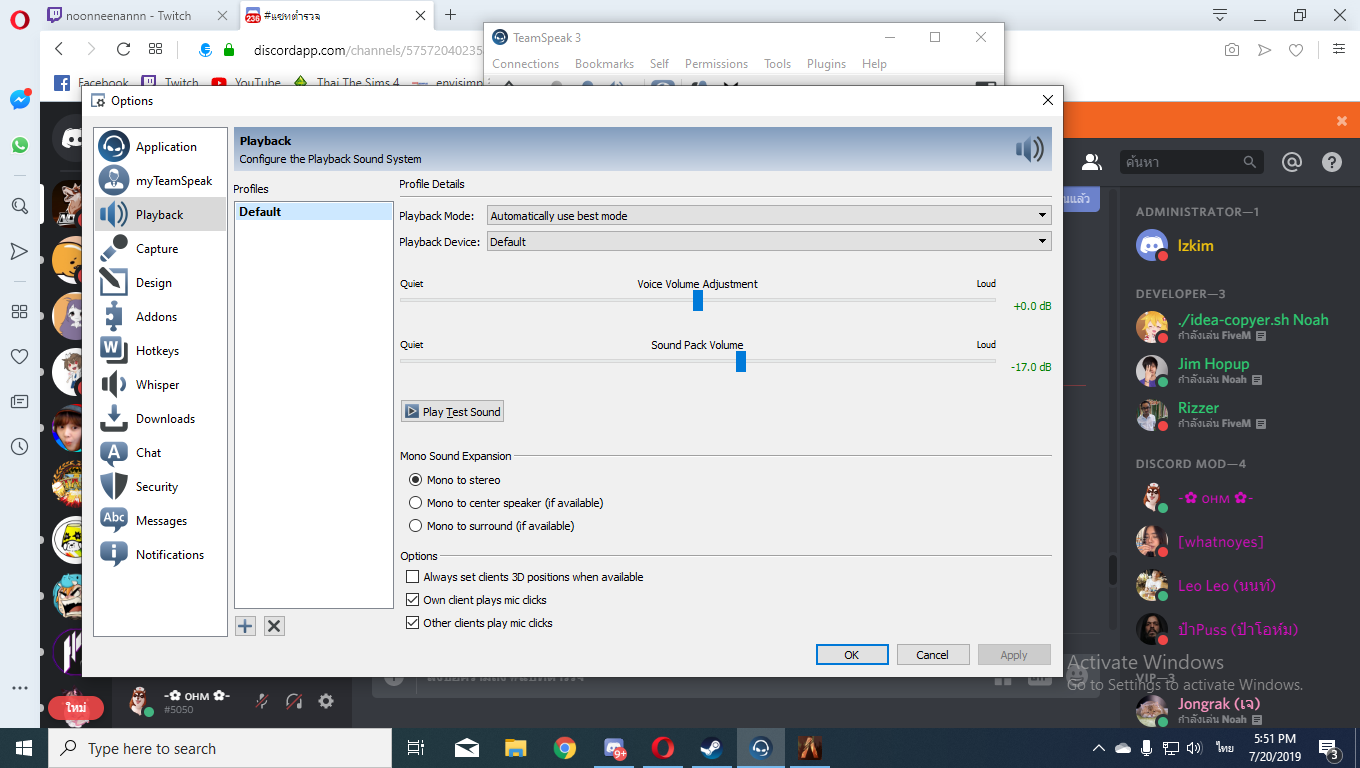 noonneenannn - Twitch
236
#แชทตำรวจ
discordapp.com/channels/57572040235
Facebook
Twitch
YouTube
Thai The Sims 4
envisimp
TeamSpeak 3
Connections Bookmarks Self Permissions Tools Plugins Help
Options
Application
myTeamSpeak
Playback
Capture
Design
Addons
Hotkeys
Whisper
Downloads
Chat
Security
Messages
Notifications
Playback
Configure the Playback Sound System
Profiles
Default
Profile Details
Playback Mode: Automatically use best mode
Playback Device: Default
Quiet Voice Volume Adjustment Loud
+0.0 dB
Quiet Sound Pack Volume Loud
-17.0 dB
Play Test Sound
Mono Sound Expansion
Mono to stereo
Mono to center speaker (if available)
Mono to surround (if available)
Options
Always set clients 3D positions when available
Own client plays mic clicks
Other clients play mic clicks
OK Cancel Apply
ค้นหา
ADMINISTRATOR—1
lzkim
DEVELOPER—3
./idea-copyer.sh Noah
กำลังเล่น FiveM
Jim Hopup
กำลังเล่น Noah
Rizzer
กำลังเล่น FiveM
DISCORD MOD—4
-✿ ᴏʜᴍ ✿-
[whatnoyes]
Leo Leo (นนท์)
ป๋าPuss (ป๋าโอห์ม)
VIP—3
Jongrak (เจ)
กำลังเล่น Noah
Activate Windows
Go to Settings to activate Windows.
ใหม่
-✿ ᴏʜᴍ ✿-
#5050
Type here to search
9+
ไทย
5:51 PM
7/20/2019
3